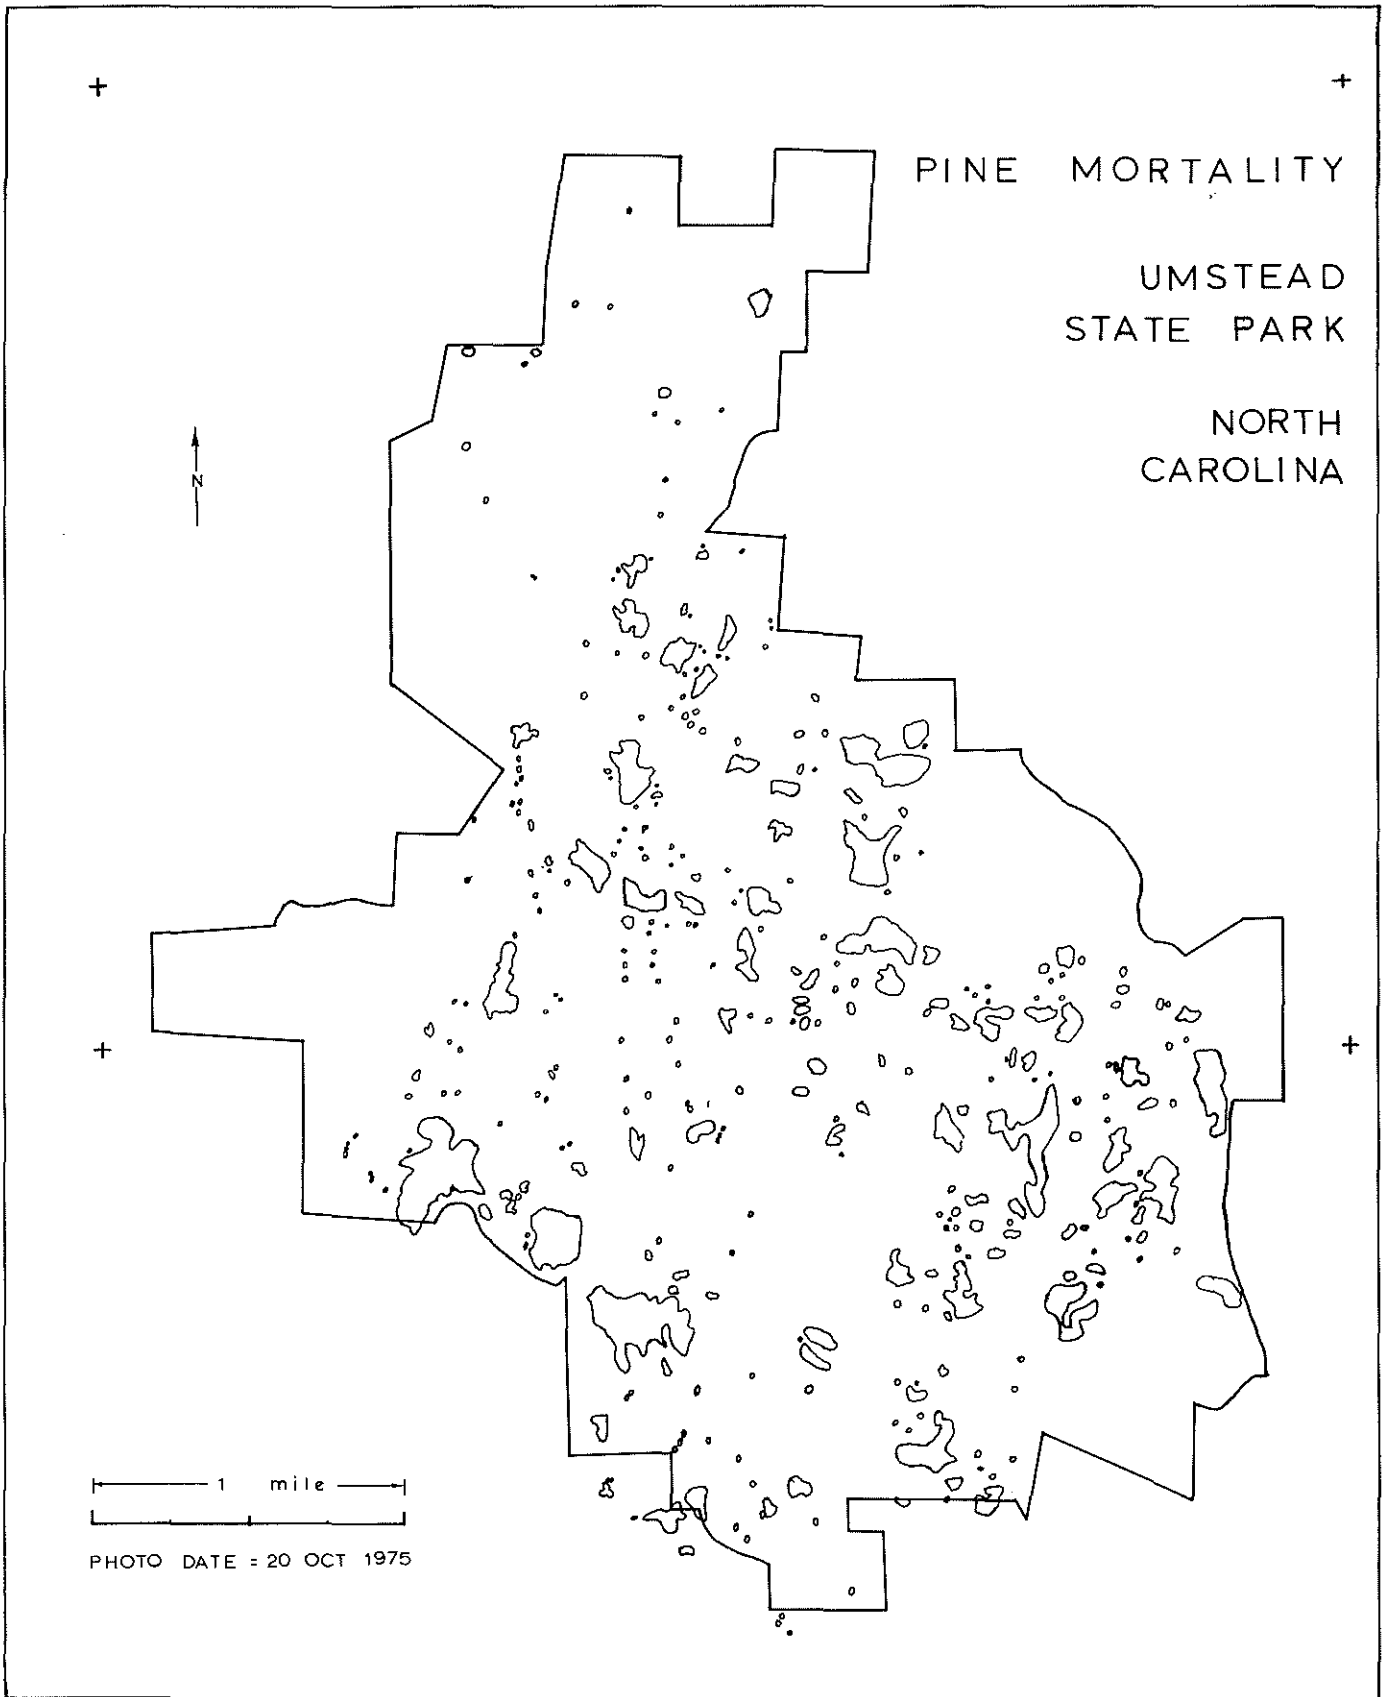 PINE MORTALITY
UMSTEAD
STATE PARK
NORTH
CAROLINA
N
1 mile
PHOTO DATE = 20 OCT 1975